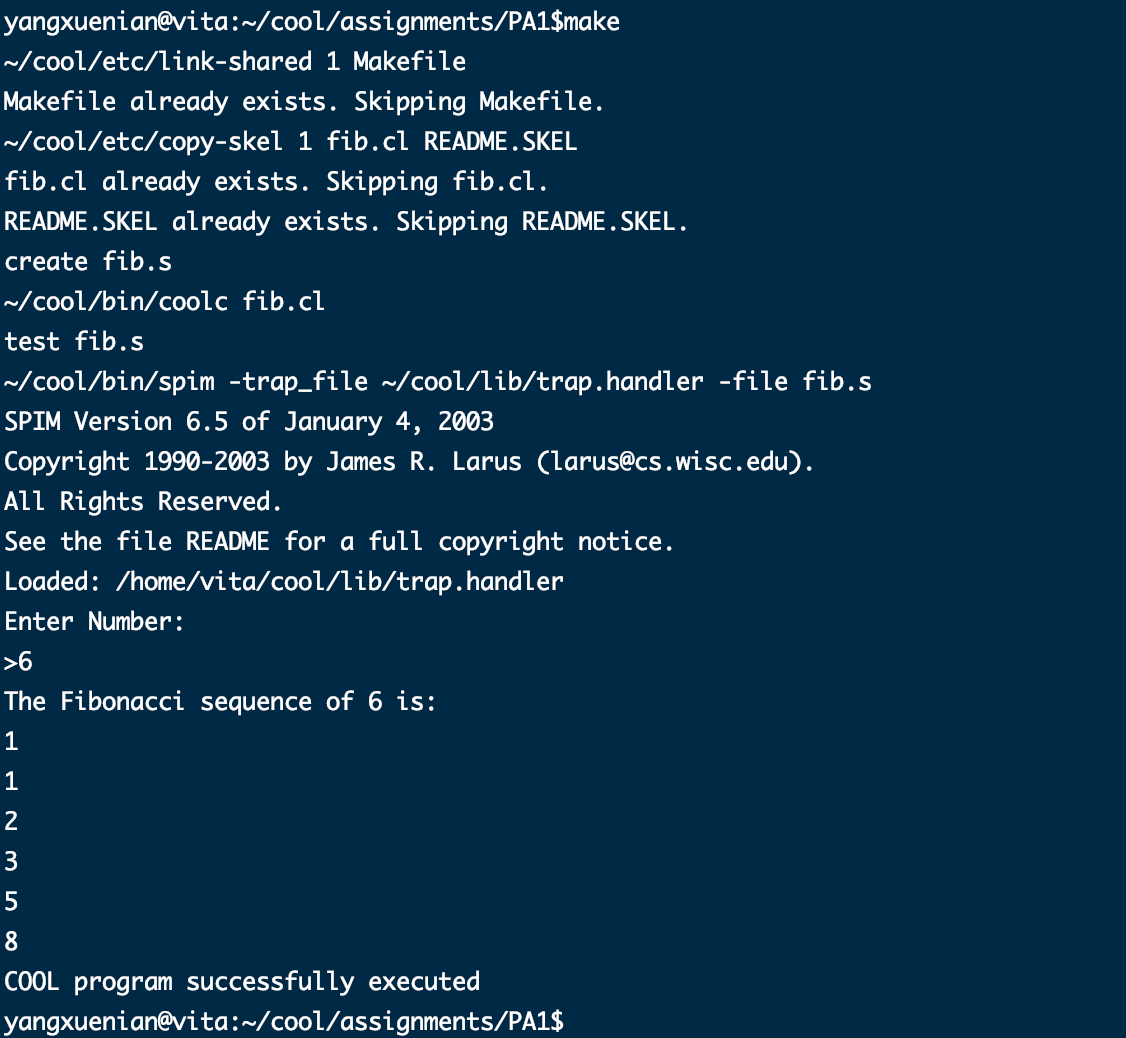 yangxuenian@vita:~/cool/assignments/PA1$make
~/cool/etc/link-shared 1 Makefile
Makefile already exists. Skipping Makefile.
~/cool/etc/copy-skel 1 fib.cl README.SKEL
fib.cl already exists. Skipping fib.cl.
README.SKEL already exists. Skipping README.SKEL.
create fib.s
~/cool/bin/coolc fib.cl
test fib.s
~/cool/bin/spim -trap_file ~/cool/lib/trap.handler -file fib.s
SPIM Version 6.5 of January 4, 2003
Copyright 1990-2003 by James R. Larus (larus@cs.wisc.edu).
All Rights Reserved.
See the file README for a full copyright notice.
Loaded: /home/vita/cool/lib/trap.handler
Enter Number:
>6
The Fibonacci sequence of 6 is:
1
1
2
3
5
8
COOL program successfully executed
yangxuenian@vita:~/cool/assignments/PA1$